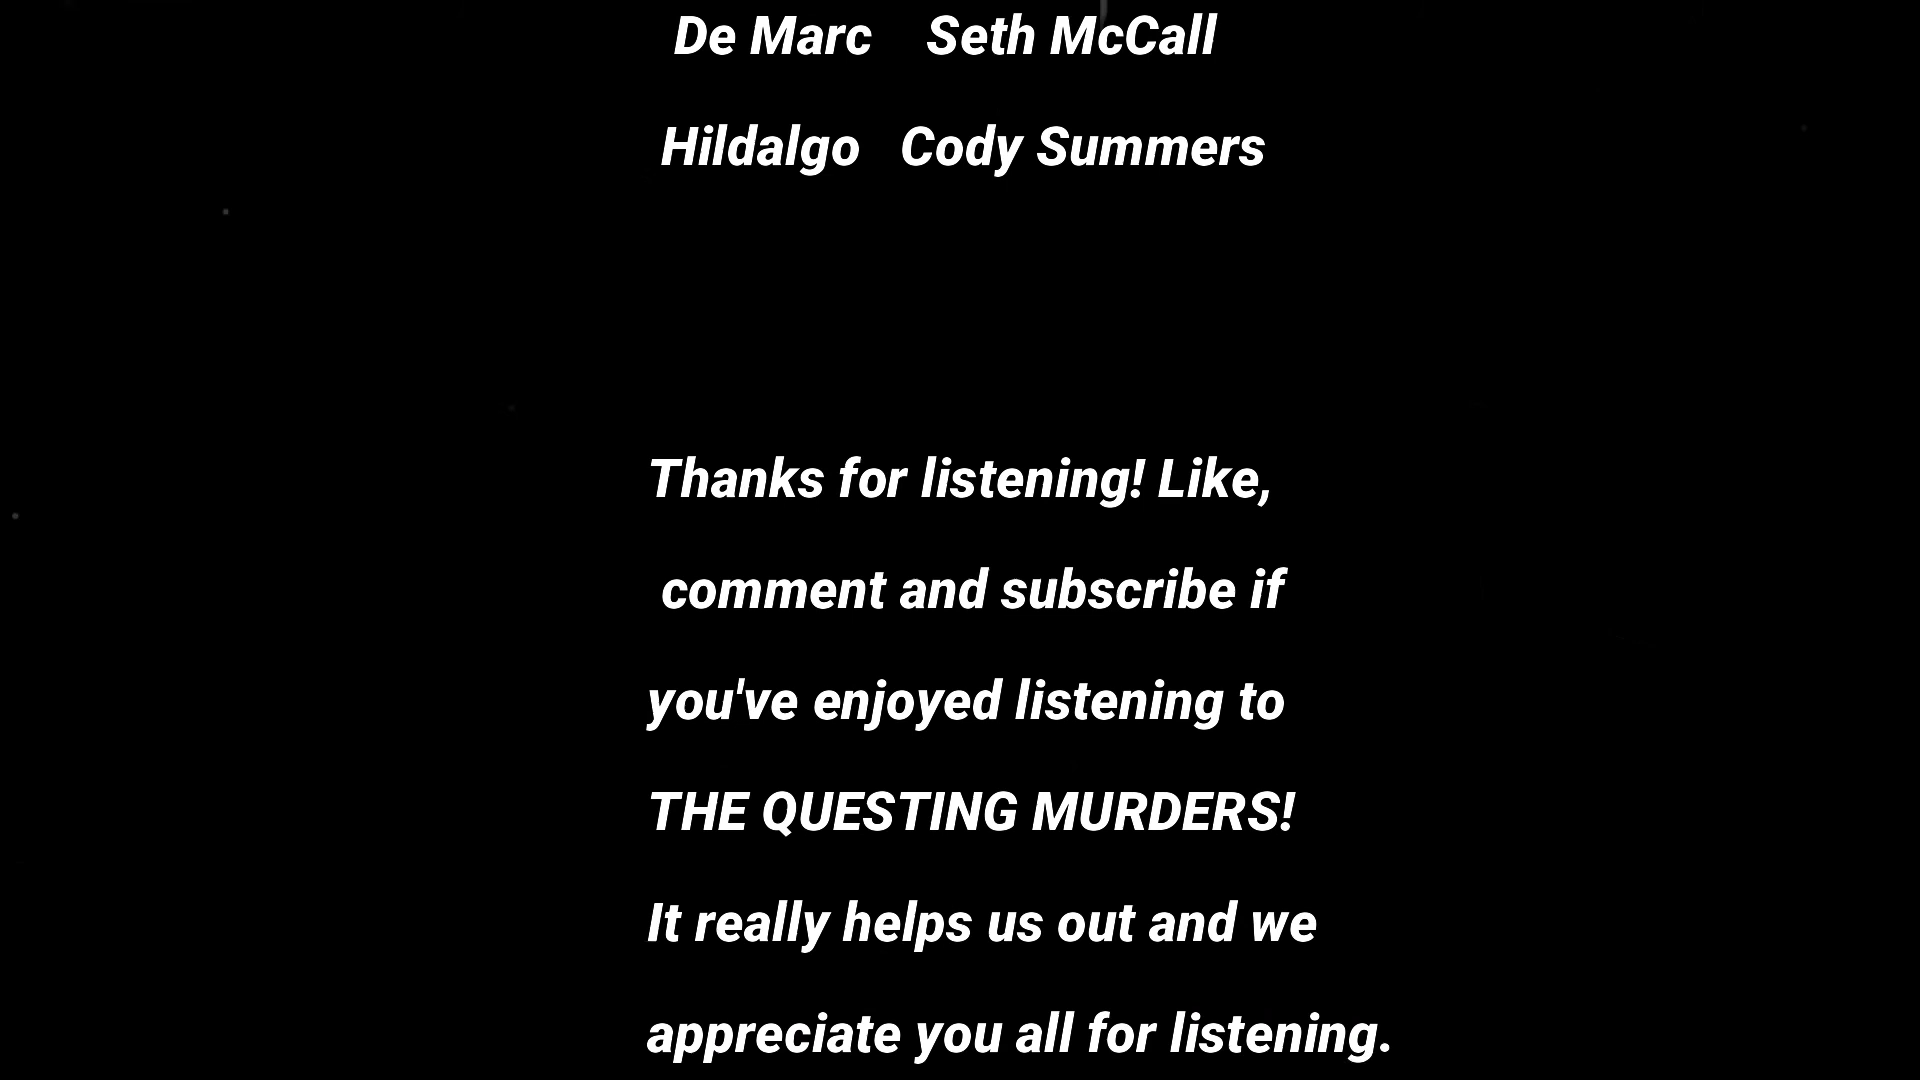 De Marc Seth McCall
Hildalgo Cody Summers
Thanks for listening! Like,
comment and subscribe if
you've enjoyed listening to
THE QUESTING MURDERS!
It really helps us out and we
appreciate you all for listening.